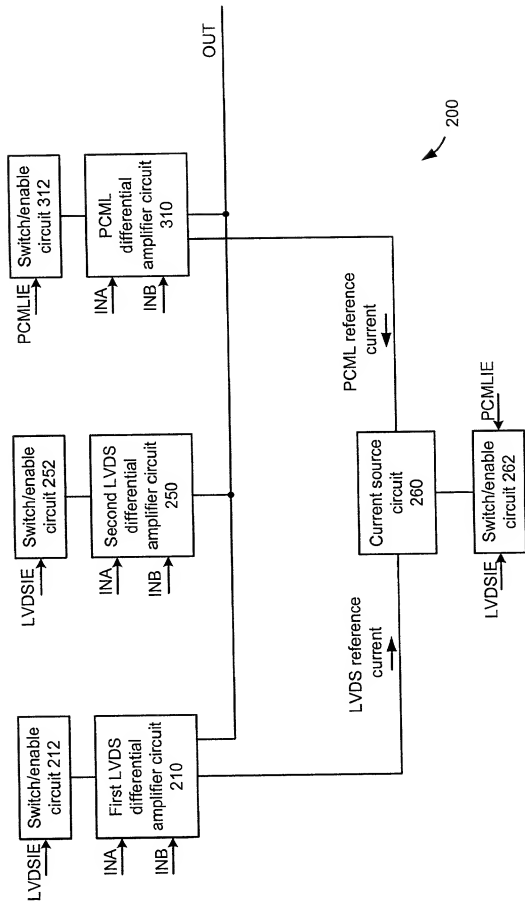 LVDSIE
Switch/enable
circuit 212
INA
INB
First LVDS
differential
amplifier circuit
210
LVDSIE
Switch/enable
circuit 252
INA
INB
Second LVDS
differential
amplifier circuit
250
PCMLIE
Switch/enable
circuit 312
INA
INB
PCML
differential
amplifier circuit
310
OUT
LVDS reference
current
Current source
circuit
260
PCML reference
current
LVDSIE
Switch/enable
circuit 262
PCMLIE
200